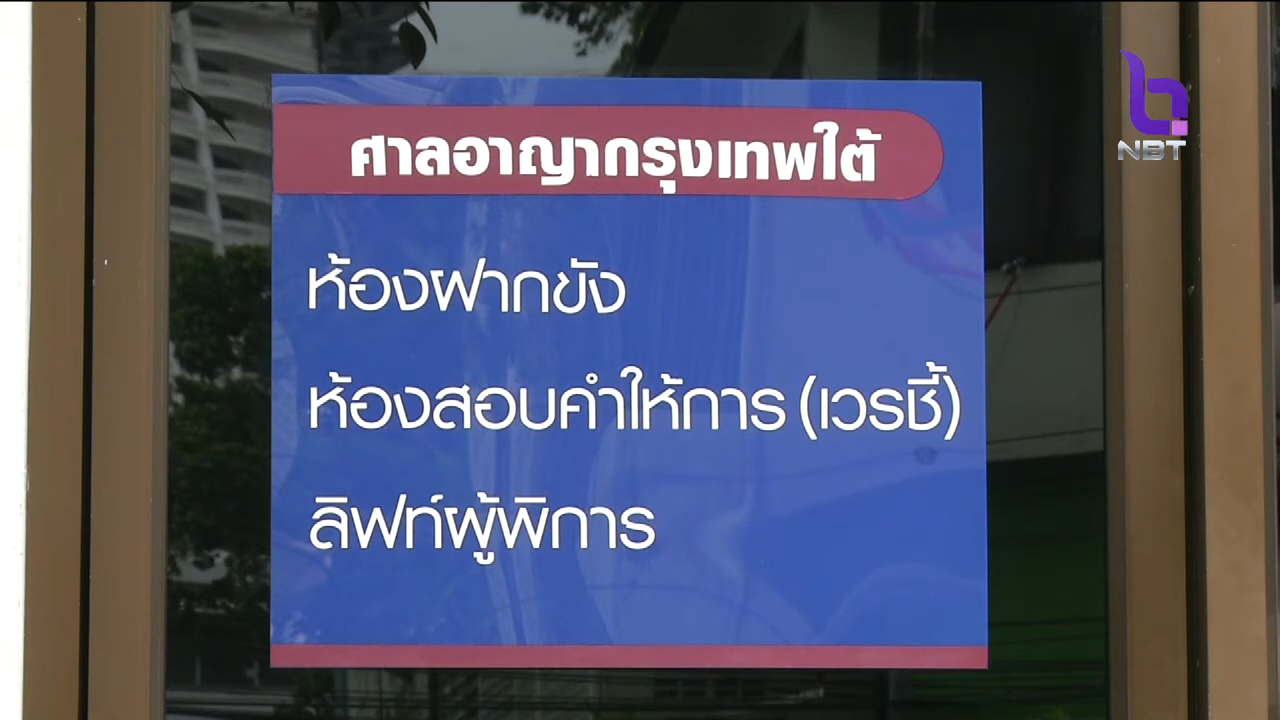 ศาลอาญากรุงเทพใต้
ห้องฝากขัง
ห้องสอบคำให้การ (เวรชี้)
ลิฟท์ผู้พิการ
NBT